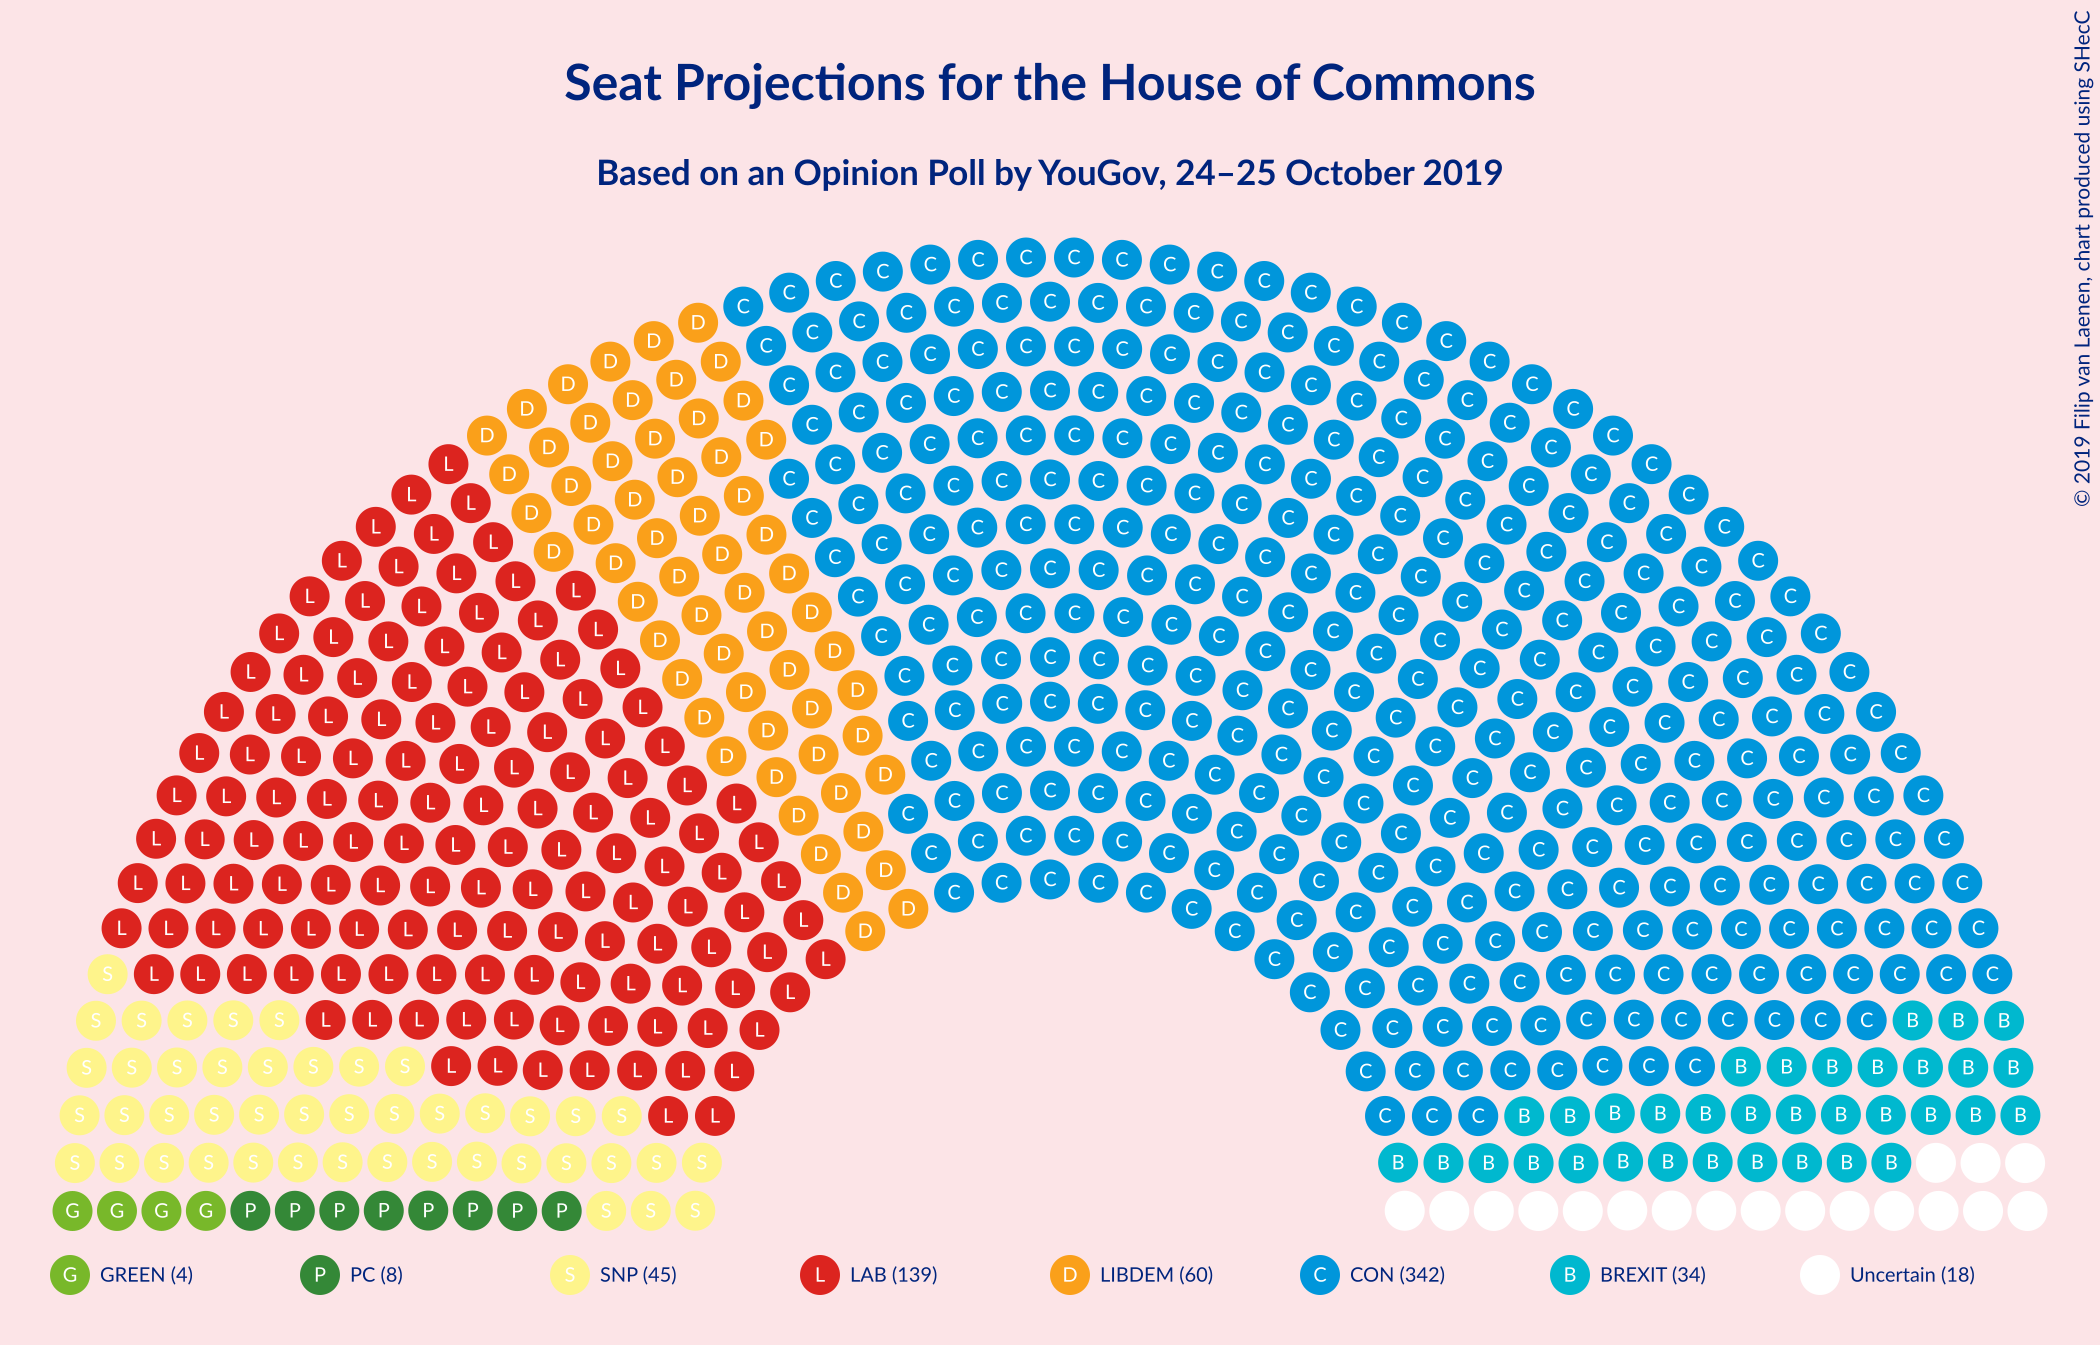 Seat Projections for the House of Commons
Based on an Opinion Poll by YouGov, 24–25 October 2019
© 2019 Filip van Laenen, chart produced using SHecC
G GREEN (4)
P PC (8)
S SNP (45)
L LAB (139)
D LIBDEM (60)
C CON (342)
B BREXIT (34)
Uncertain (18)